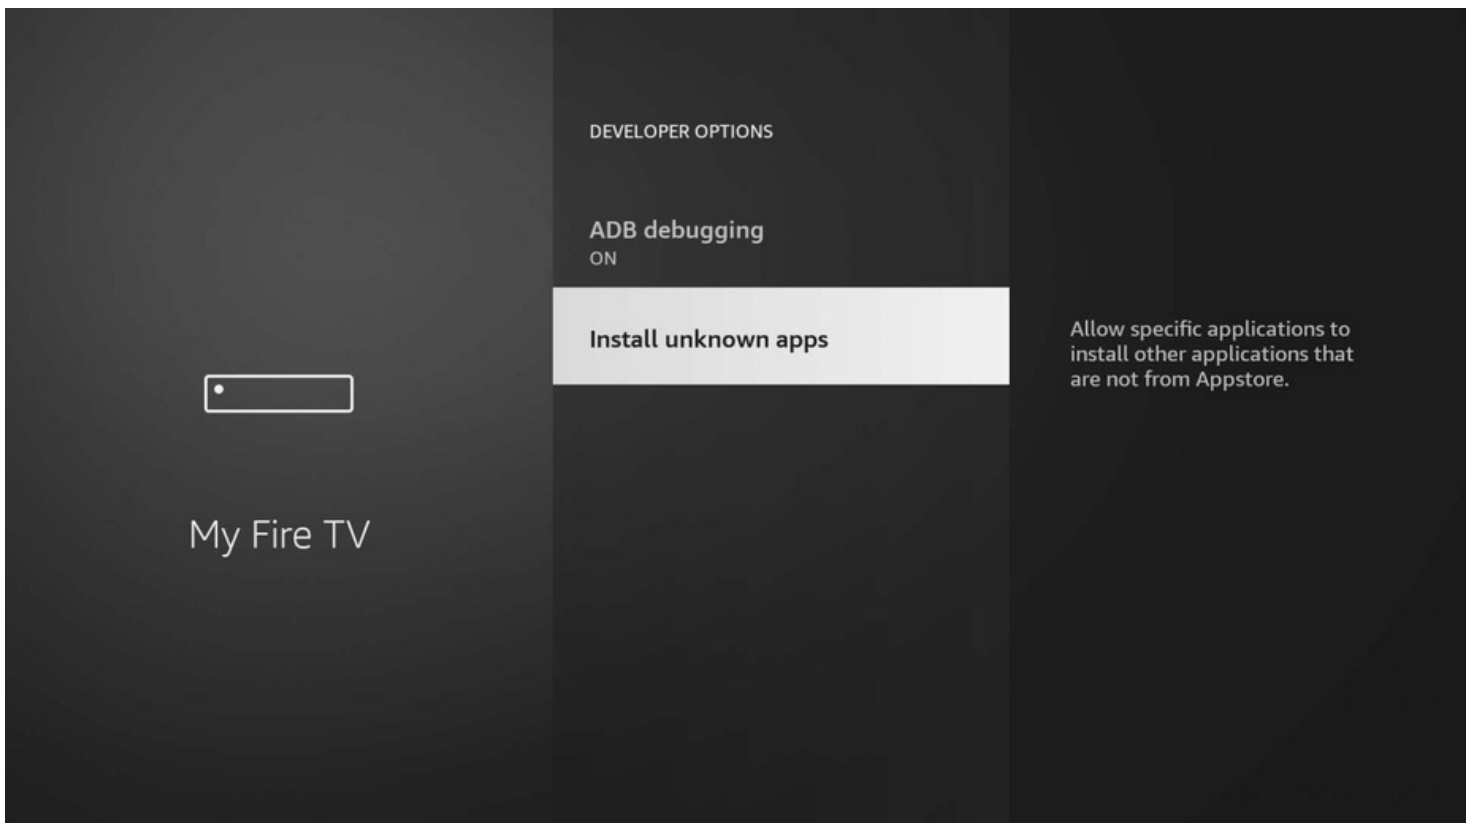 DEVELOPER OPTIONS
ADB debugging
ON
Install unknown apps
Allow specific applications to
install other applications that
are not from Appstore.
My Fire TV